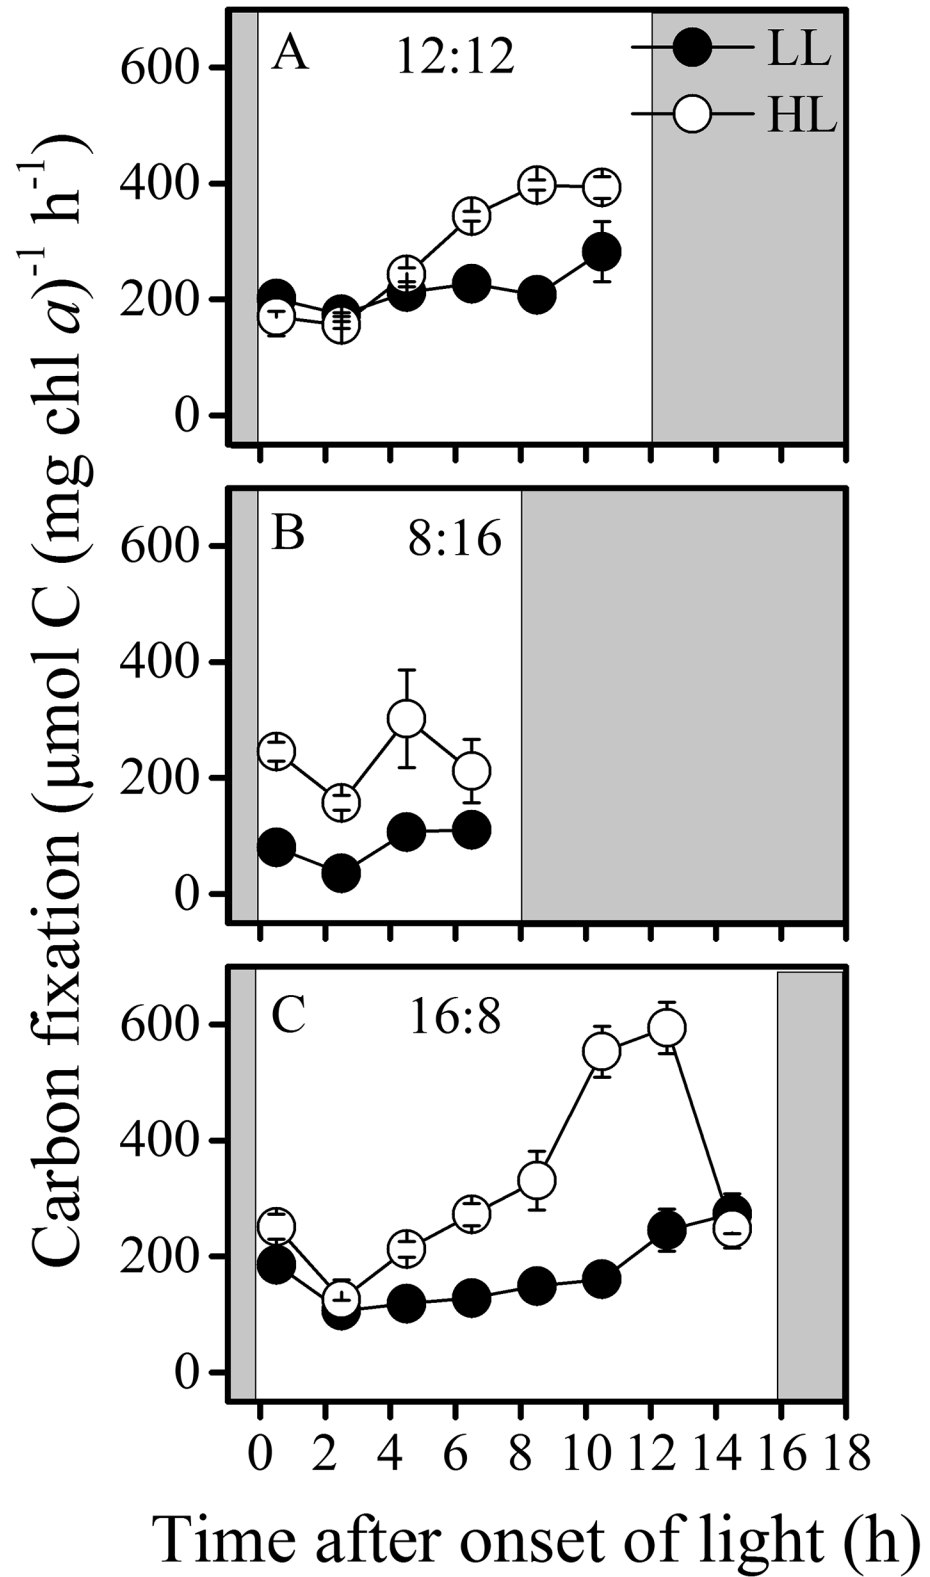 Carbon fixation (μmol C (mg chl a)-1 h-1)
A 12:12
LL
HL
600
400
200
0
B 8:16
600
400
200
0
C 16:8
600
400
200
0
0 2 4 6 8 10 12 14 16 18
Time after onset of light (h)